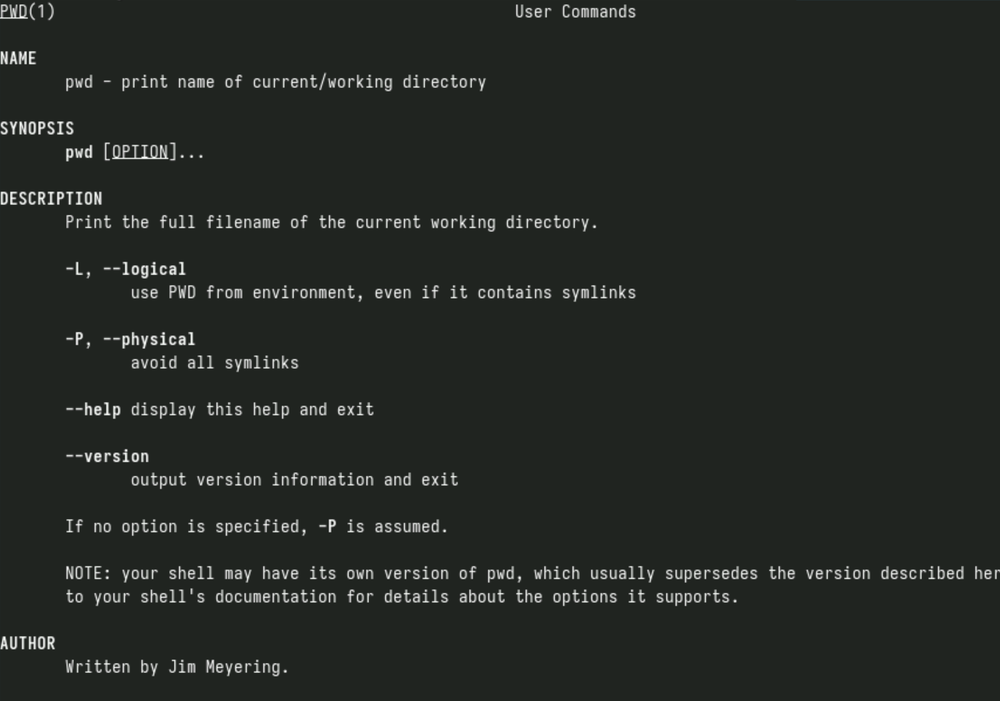 PWD(1) User Commands
NAME
pwd - print name of current/working directory
SYNOPSIS
pwd [OPTION]...
DESCRIPTION
Print the full filename of the current working directory.
-L, --logical
use PWD from environment, even if it contains symlinks
-P, --physical
avoid all symlinks
--help display this help and exit
--version
output version information and exit
If no option is specified, -P is assumed.
NOTE: your shell may have its own version of pwd, which usually supersedes the version described her
to your shell's documentation for details about the options it supports.
AUTHOR
Written by Jim Meyering.